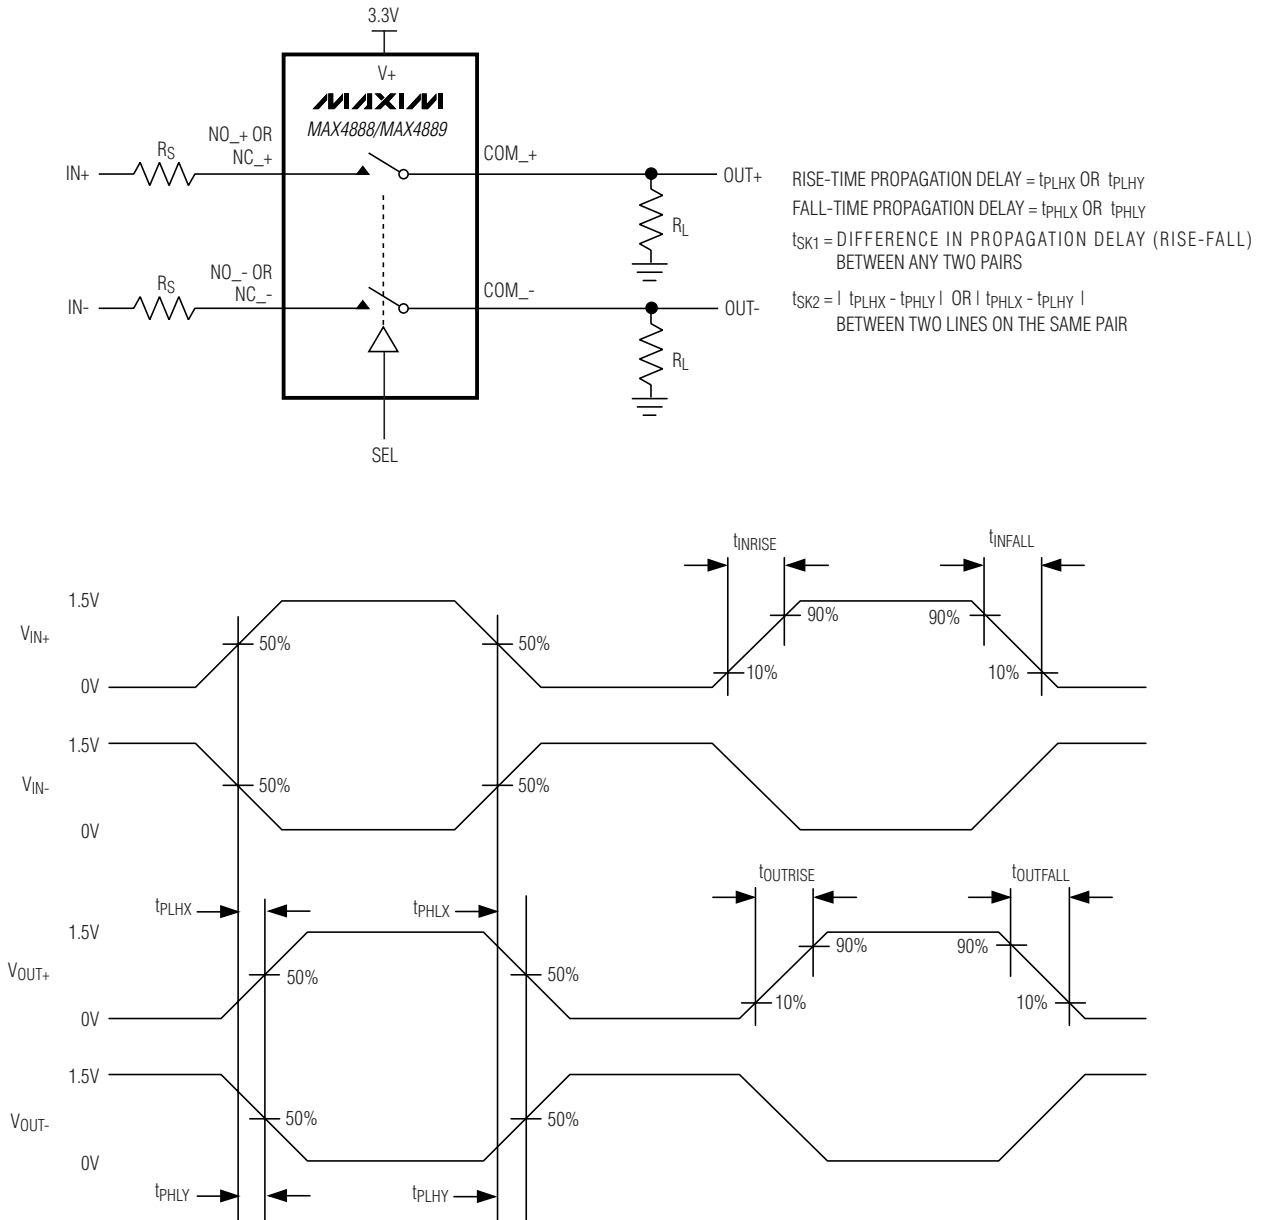 3.3V
V+
MAXIM
MAX4888/MAX4889
NO_+ OR
NC_+
RS
IN+
COM_+
OUT+
RL
NO_- OR
NC_-
RS
IN-
COM_-
OUT-
RL
SEL
RISE-TIME PROPAGATION DELAY = tPLHX OR tPLHY
FALL-TIME PROPAGATION DELAY = tPHLX OR tPHLY
tSK1 = DIFFERENCE IN PROPAGATION DELAY (RISE-FALL)
BETWEEN ANY TWO PAIRS
tSK2 = | tPLHX - tPHLY | OR | tPHLX - tPLHY |
BETWEEN TWO LINES ON THE SAME PAIR
tINRISE
tINFALL
1.5V
VIN+
0V
50%
50%
90%
10%
90%
10%
1.5V
VIN-
0V
50%
50%
tOUTRISE
tOUTFALL
tPLHX
tPHLX
1.5V
VOUT+
0V
50%
50%
90%
10%
90%
10%
1.5V
VOUT-
0V
50%
50%
tPHLY
tPLHY